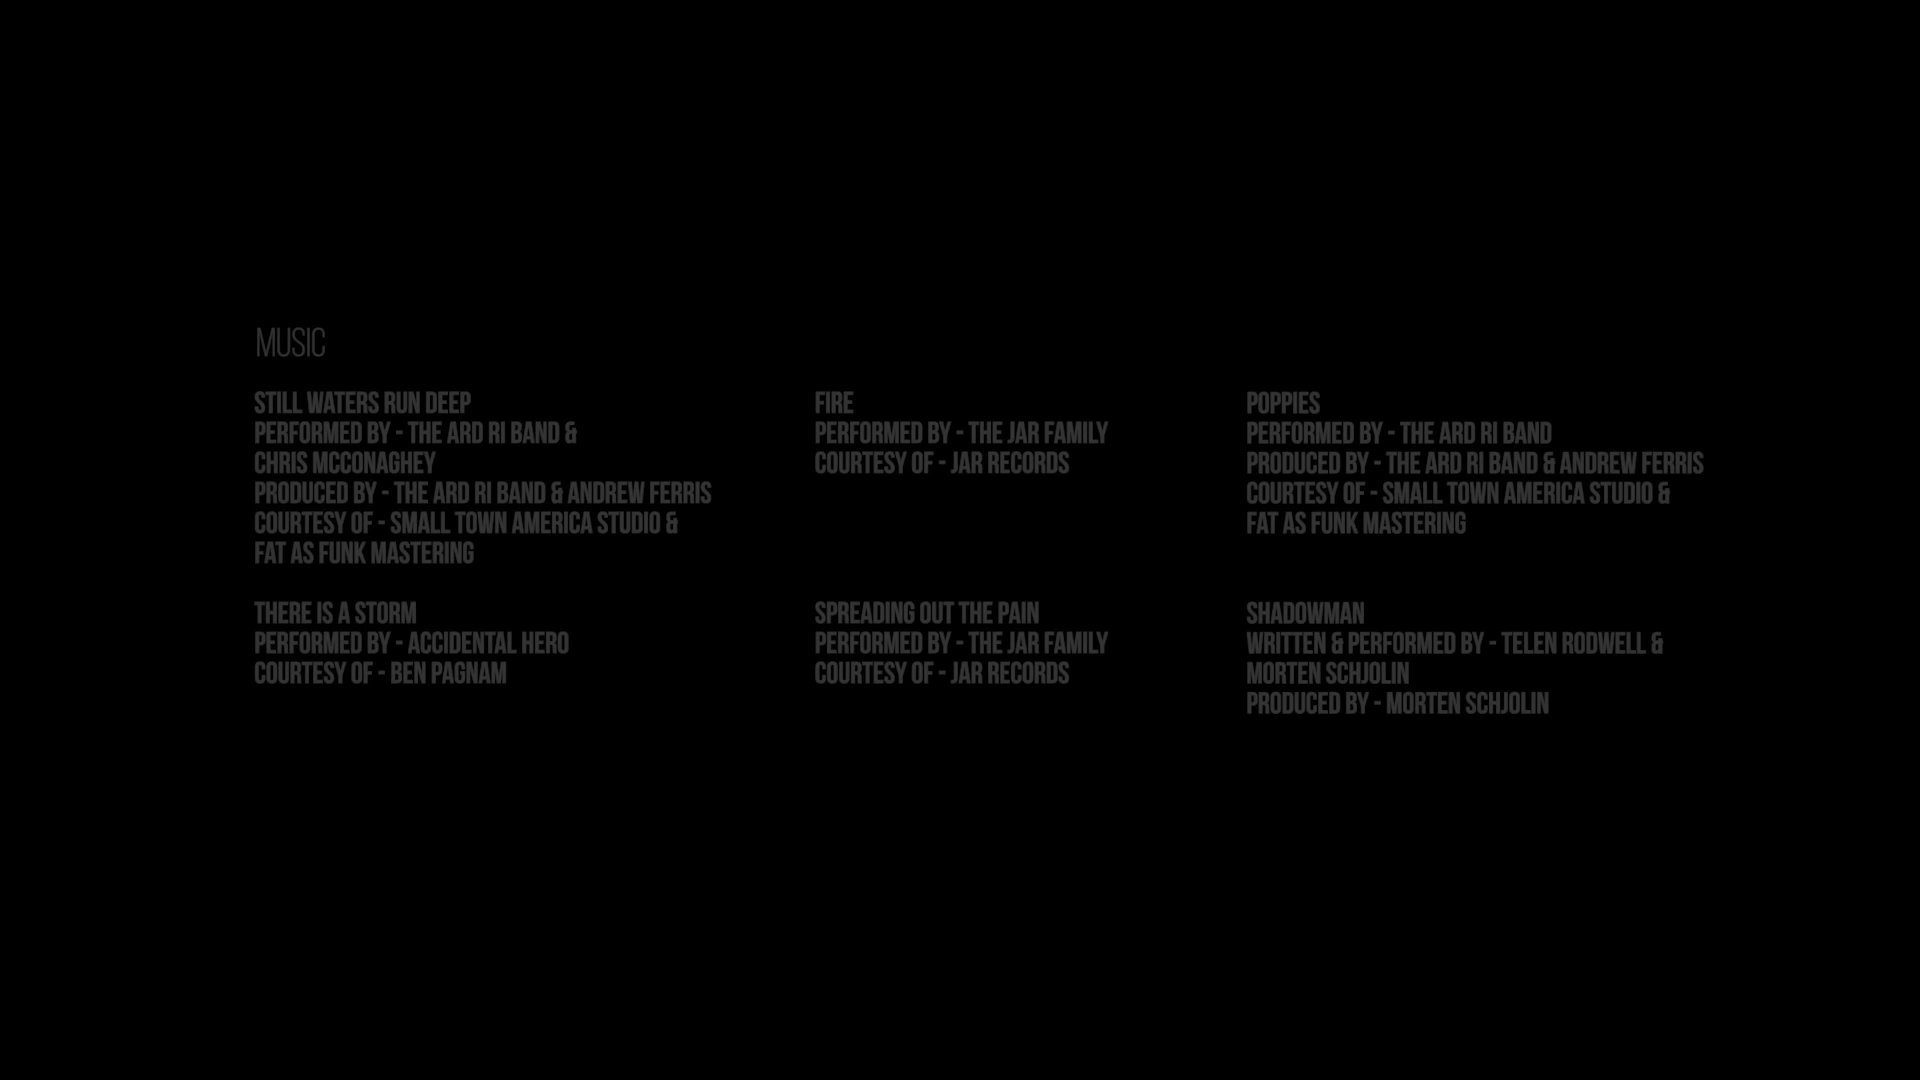 MUSIC
STILL WATERS RUN DEEP
PERFORMED BY - THE ARD RI BAND &
CHRIS MCCONAGHEY
PRODUCED BY - THE ARD RI BAND & ANDREW FERRIS
COURTESY OF - SMALL TOWN AMERICA STUDIO &
FAT AS FUNK MASTERING
FIRE
PERFORMED BY - THE JAR FAMILY
COURTESY OF - JAR RECORDS
POPPIES
PERFORMED BY - THE ARD RI BAND
PRODUCED BY - THE ARD RI BAND & ANDREW FERRIS
COURTESY OF - SMALL TOWN AMERICA STUDIO &
FAT AS FUNK MASTERING
THERE IS A STORM
PERFORMED BY - ACCIDENTAL HERO
COURTESY OF - BEN PAGNAM
SPREADING OUT THE PAIN
PERFORMED BY - THE JAR FAMILY
COURTESY OF - JAR RECORDS
SHADOWMAN
WRITTEN & PERFORMED BY - TELEN RODWELL &
MORTEN SCHJOLIN
PRODUCED BY - MORTEN SCHJOLIN